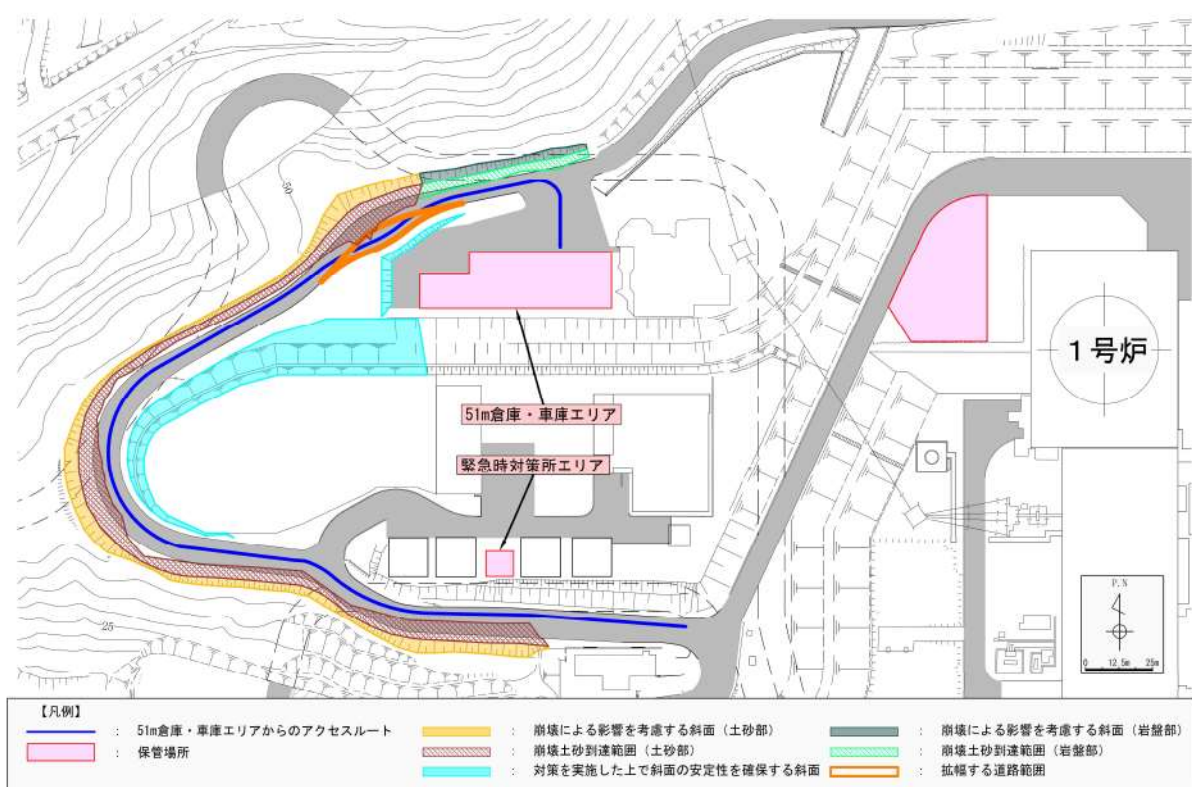 50
1号炉
51m倉庫・車庫エリア
緊急時対策所エリア
25
P.N
0 12.5m 25m
【凡例】
： 51m倉庫・車庫エリアからのアクセスルート
： 保管場所
： 崩壊による影響を考慮する斜面（土砂部）
： 崩壊土砂到達範囲（土砂部）
： 対策を実施した上で斜面の安定性を確保する斜面
： 崩壊による影響を考慮する斜面（岩盤部）
： 崩壊土砂到達範囲（岩盤部）
： 拡幅する道路範囲